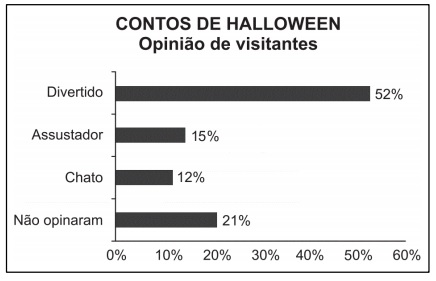 CONTOS DE HALLOWEEN
Opinião de visitantes
Divertido 52%
Assustador 15%
Chato 12%
Não opinaram 21%
0% 10% 20% 30% 40% 50% 60%